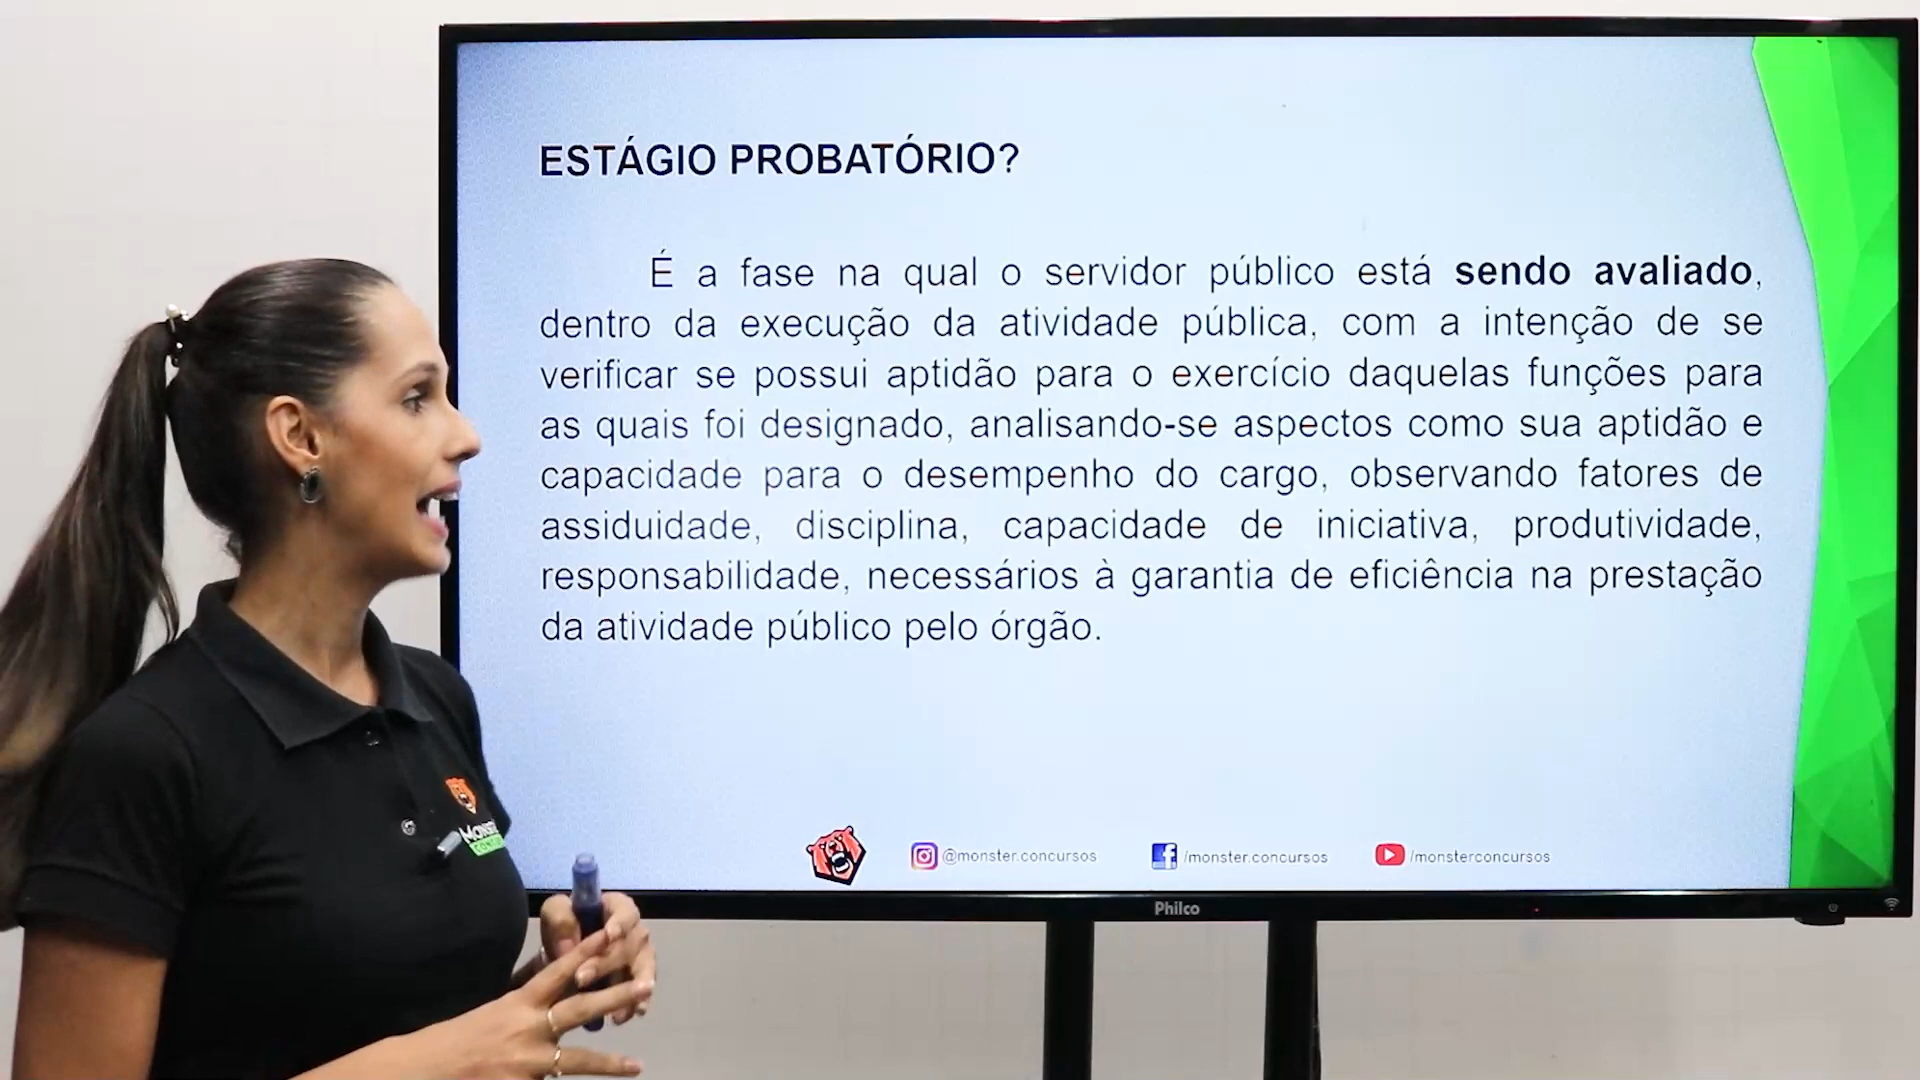 ESTÁGIO PROBATÓRIO?
É a fase na qual o servidor público está sendo avaliado,
dentro da execução da atividade pública, com a intenção de se
verificar se possui aptidão para o exercício daquelas funções para
as quais foi designado, analisando-se aspectos como sua aptidão e
capacidade para o desempenho do cargo, observando fatores de
assiduidade, disciplina, capacidade de iniciativa, produtividade,
responsabilidade, necessários à garantia de eficiência na prestação
da atividade público pelo órgão.
@monster.concursos /monster.concursos /monsterconcursos
Philco